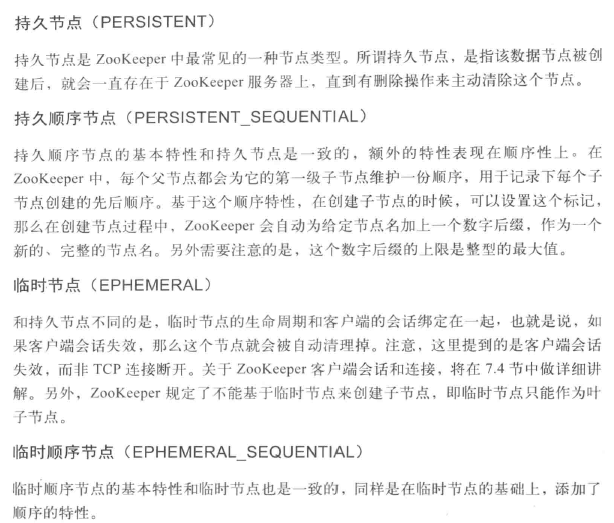 持久节点（PERSISTENT）
持久节点是 ZooKeeper 中最常见的一种节点类型。所谓持久节点，是指该数据节点被创
建后，就会一直存在于 ZooKeeper 服务器上，直到有删除操作来主动清除这个节点。
持久顺序节点（PERSISTENT_SEQUENTIAL）
持久顺序节点的基本特性和持久节点是一致的，额外的特性表现在顺序性上。在
ZooKeeper 中，每个父节点都会为它的第一级子节点维护一份顺序，用于记录下每个子
节点创建的先后顺序。基于这个顺序特性，在创建子节点的时候，可以设置这个标记，
那么在创建节点过程中，ZooKeeper 会自动为给定节点名加上一个数字后缀，作为一个
新的、完整的节点名。另外需要注意的是，这个数字后缀的上限是整型的最大值。
临时节点（EPHEMERAL）
和持久节点不同的是，临时节点的生命周期和客户端的会话绑定在一起，也就是说，如
果客户端会话失效，那么这个节点就会被自动清理掉。注意，这里提到的是客户端会话
失效，而非 TCP 连接断开。关于 ZooKeeper 客户端会话和连接，将在 7.4 节中做详细讲
解。另外，ZooKeeper 规定了不能基于临时节点来创建子节点，即临时节点只能作为叶
子节点。
临时顺序节点（EPHEMERAL_SEQUENTIAL）
临时顺序节点的基本特性和临时节点也是一致的，同样是在临时节点的基础上，添加了
顺序的特性。